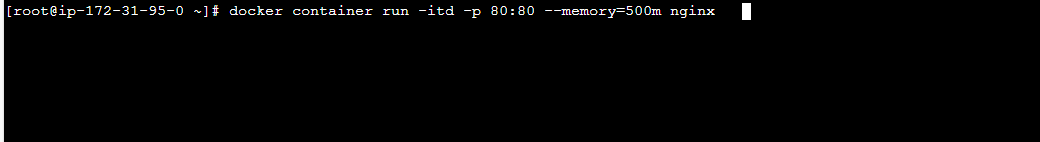 [root@ip-172-31-95-0 ~]# docker container run -itd -p 80:80 --memory=500m nginx